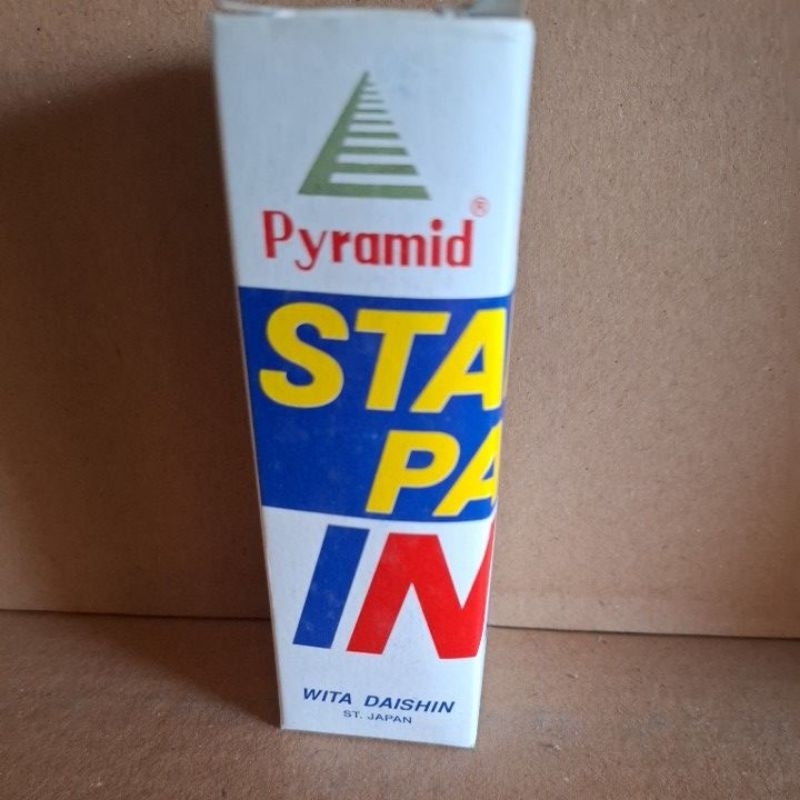 Pyramid®
STA
PA
IN
WITA DAISHIN
ST. JAPAN